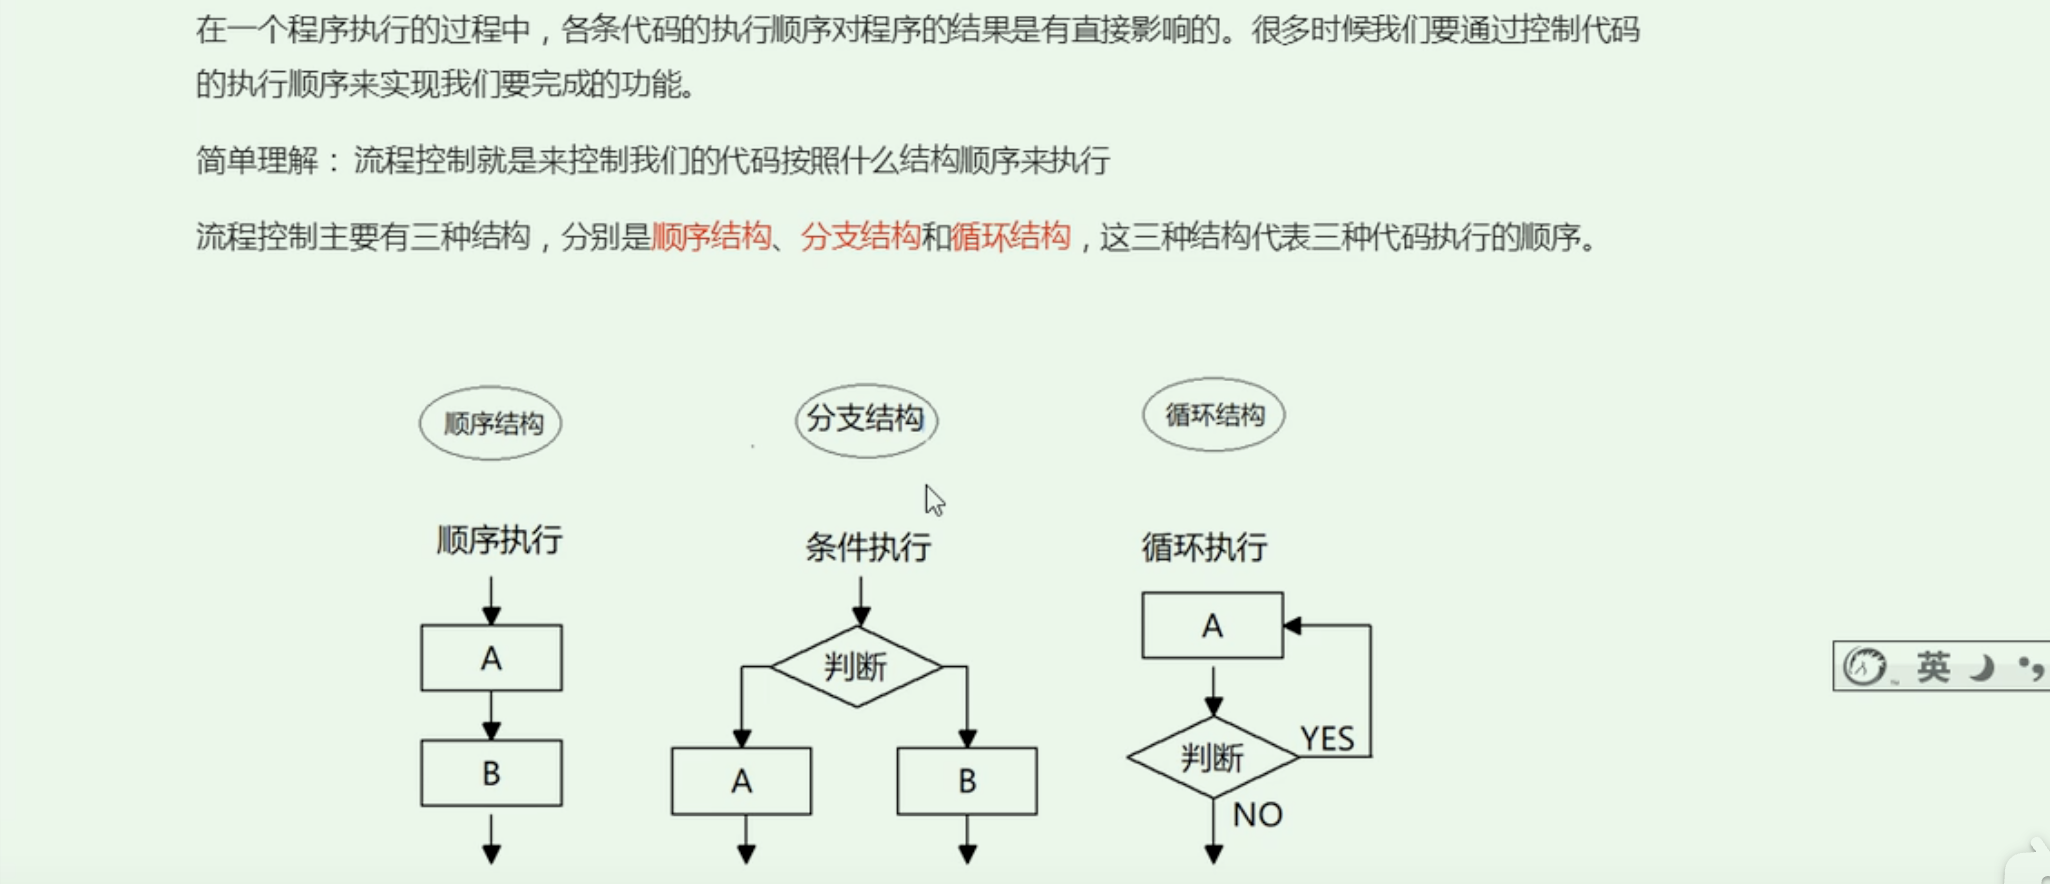 在一个程序执行的过程中，各条代码的执行顺序对程序的结果是有直接影响的。很多时候我们要通过控制代码
的执行顺序来实现我们要完成的功能。
简单理解：流程控制就是来控制我们的代码按照什么结构顺序来执行
流程控制主要有三种结构，分别是顺序结构、分支结构和循环结构，这三种结构代表三种代码执行的顺序。
顺序结构
分支结构
循环结构
顺序执行
条件执行
循环执行
A
B
判断
A
B
A
判断
YES
NO
英